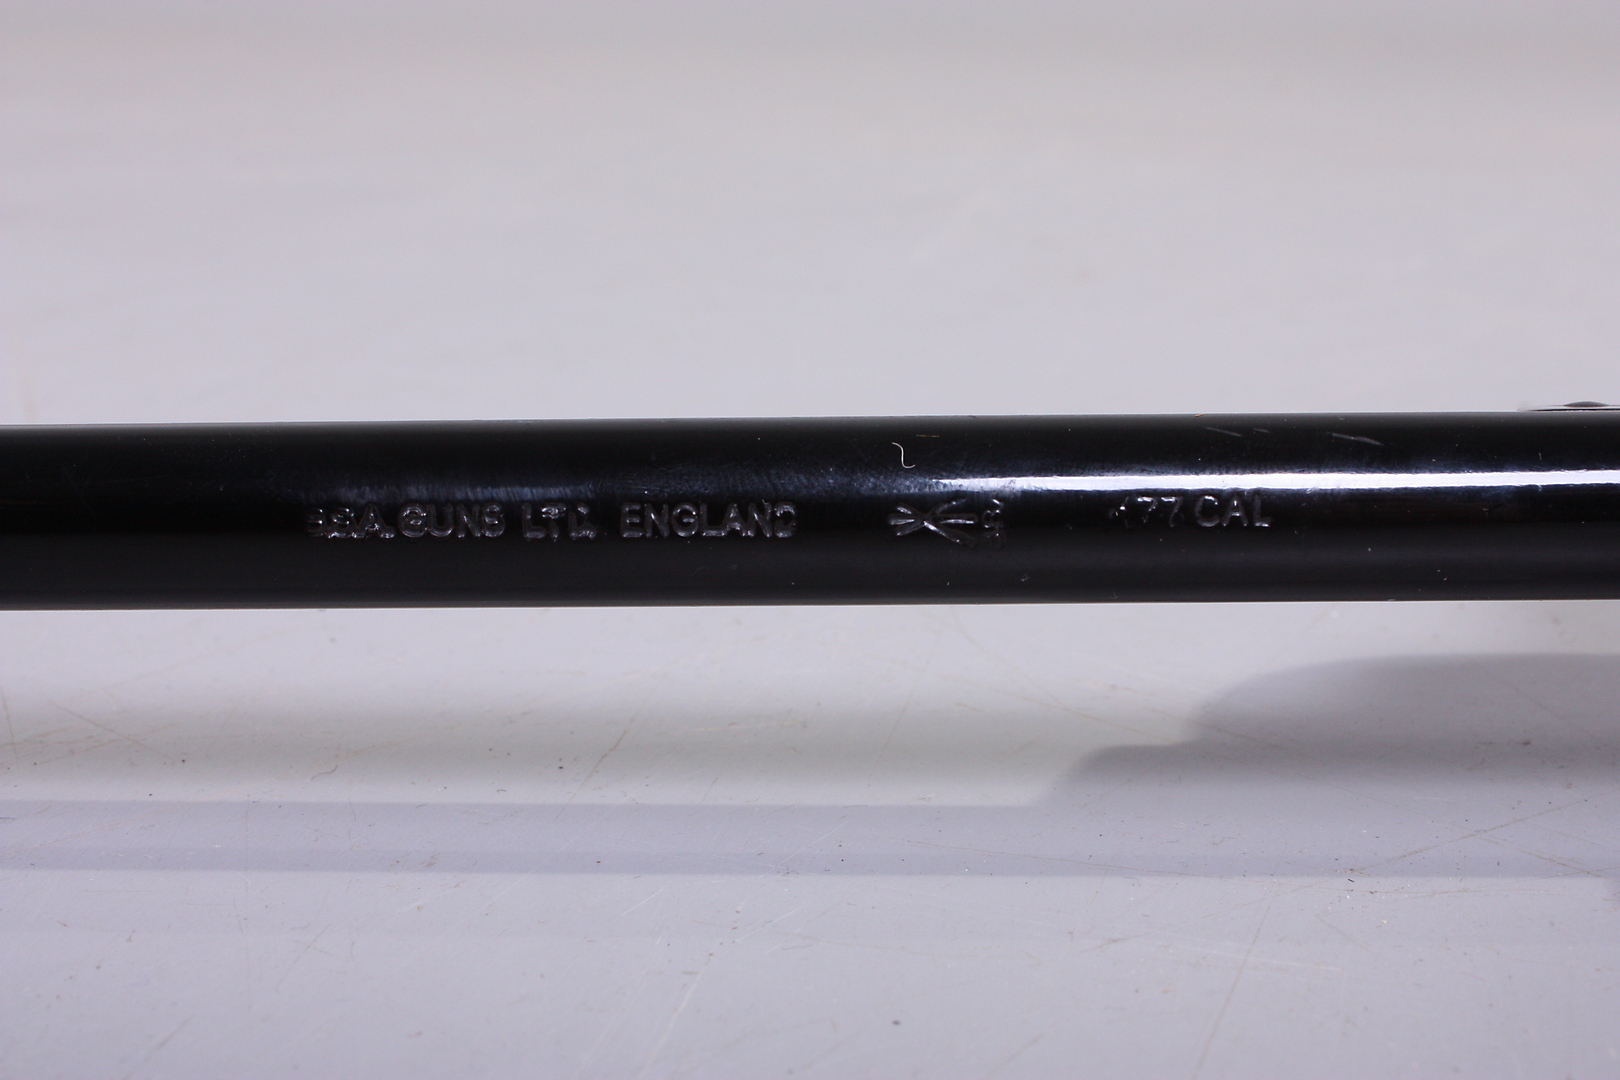 B.S.A. GUNS LTD. ENGLAND .177 CAL